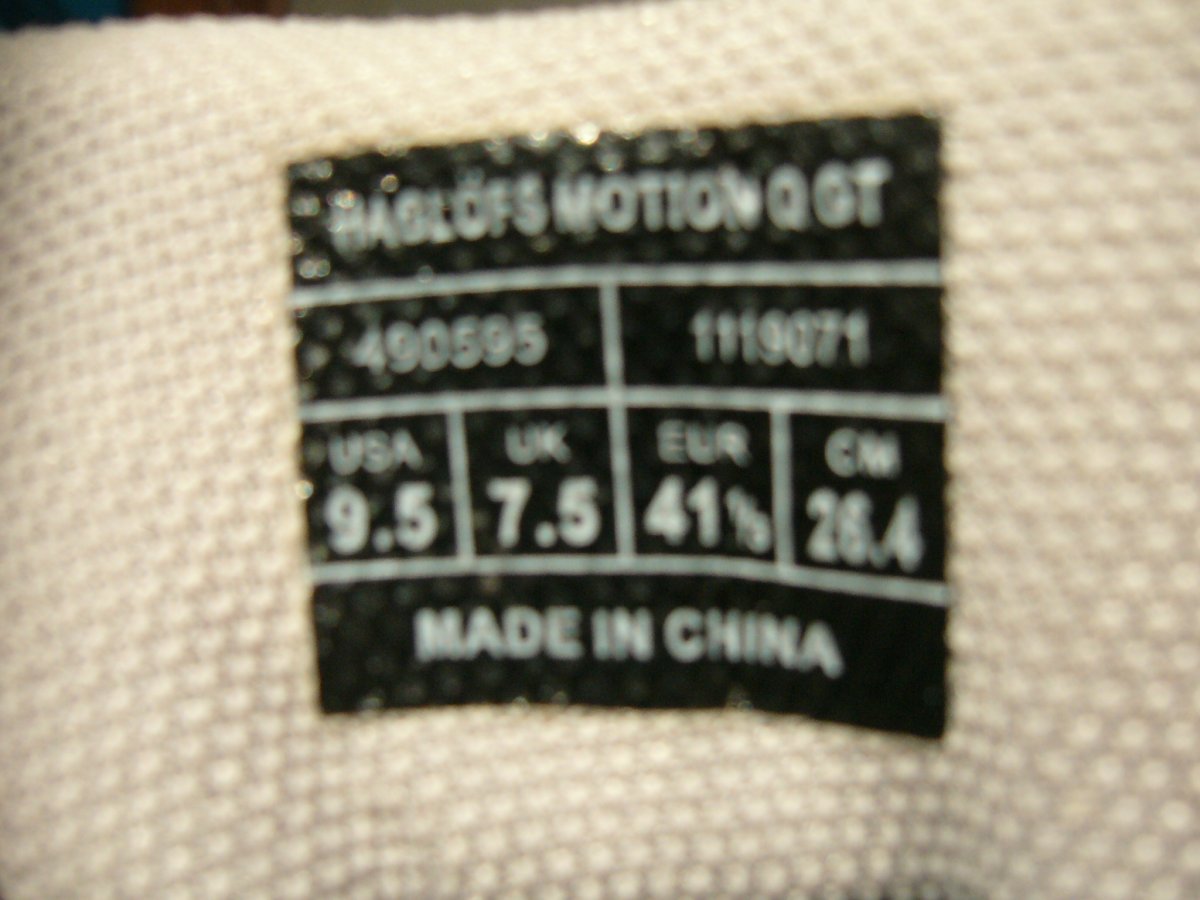 HAGLÖFS MOTION Q GT
490595 1119071
USA UK EUR CM
9.5 7.5 41⅓ 26.4
MADE IN CHINA